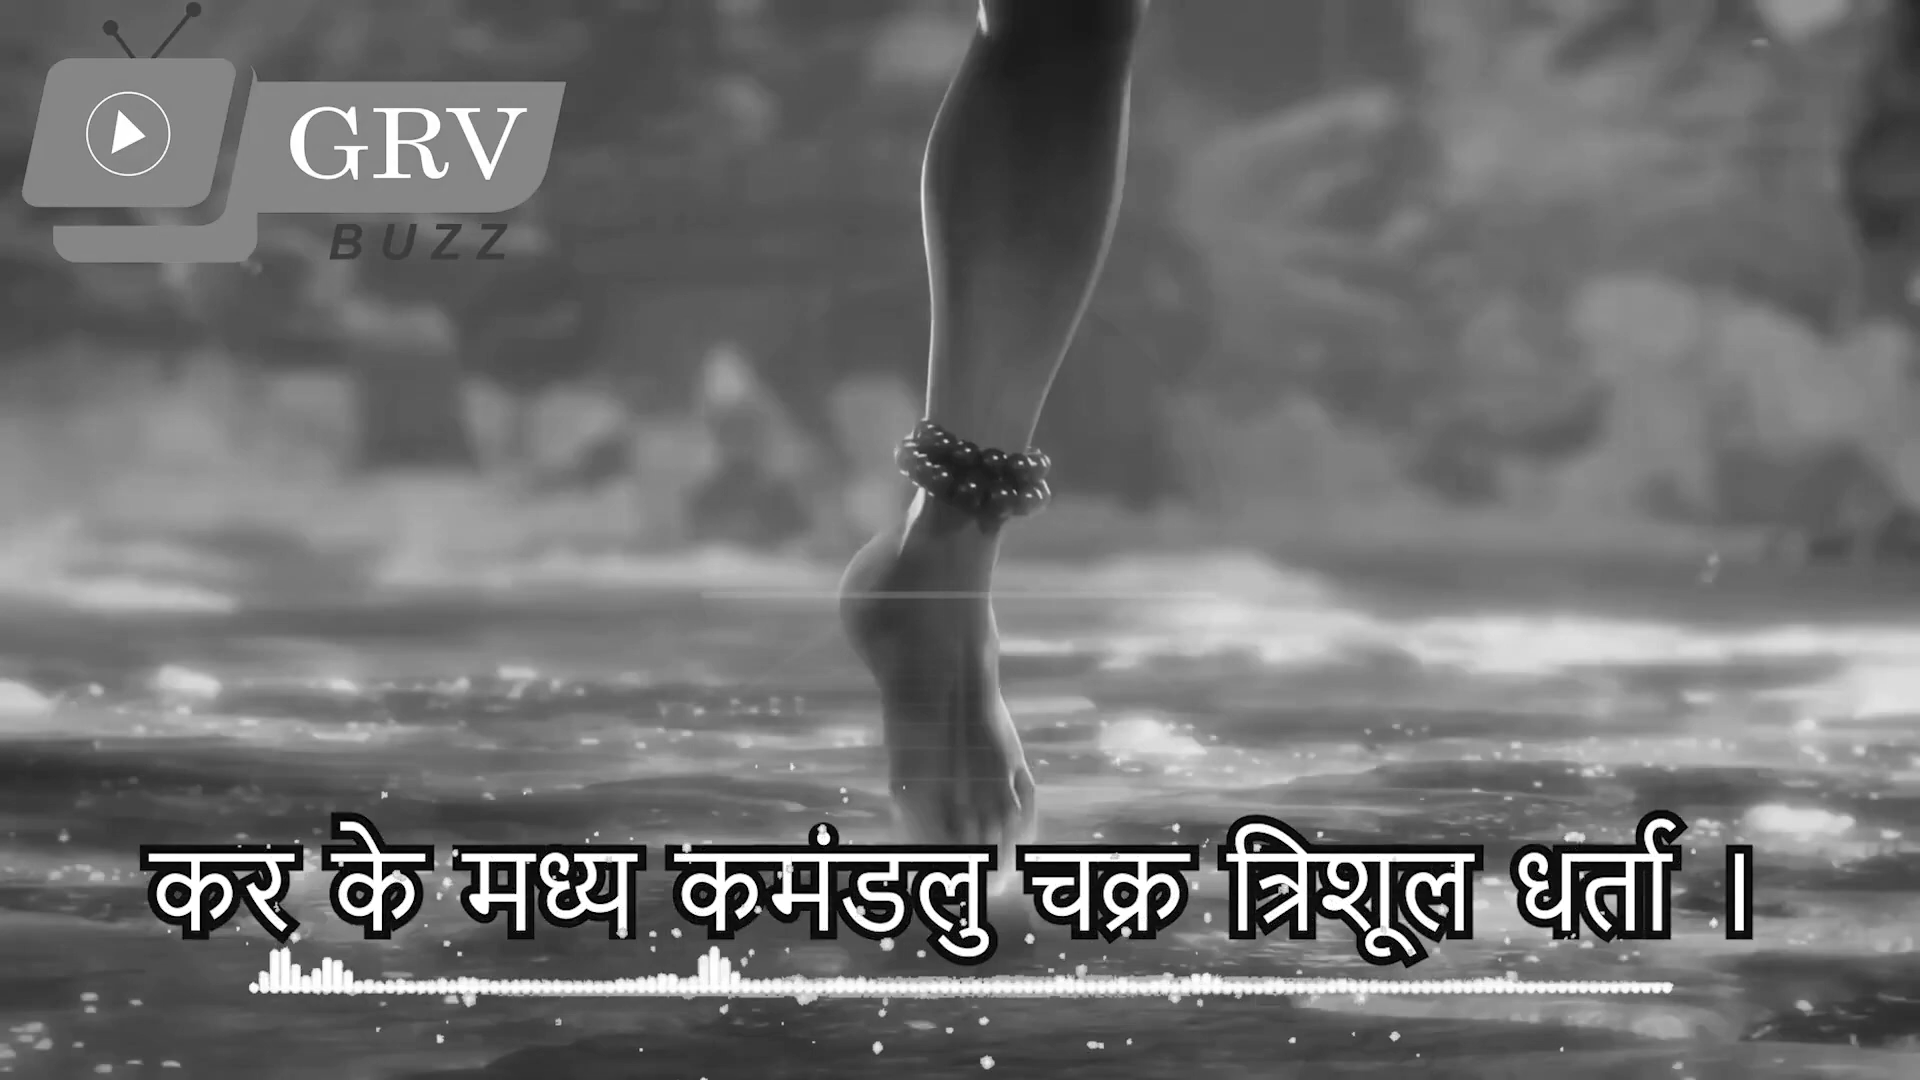 GRV
BUZZ
कर के मध्य कमंडलु चक्र त्रिशूल धर्ता ।